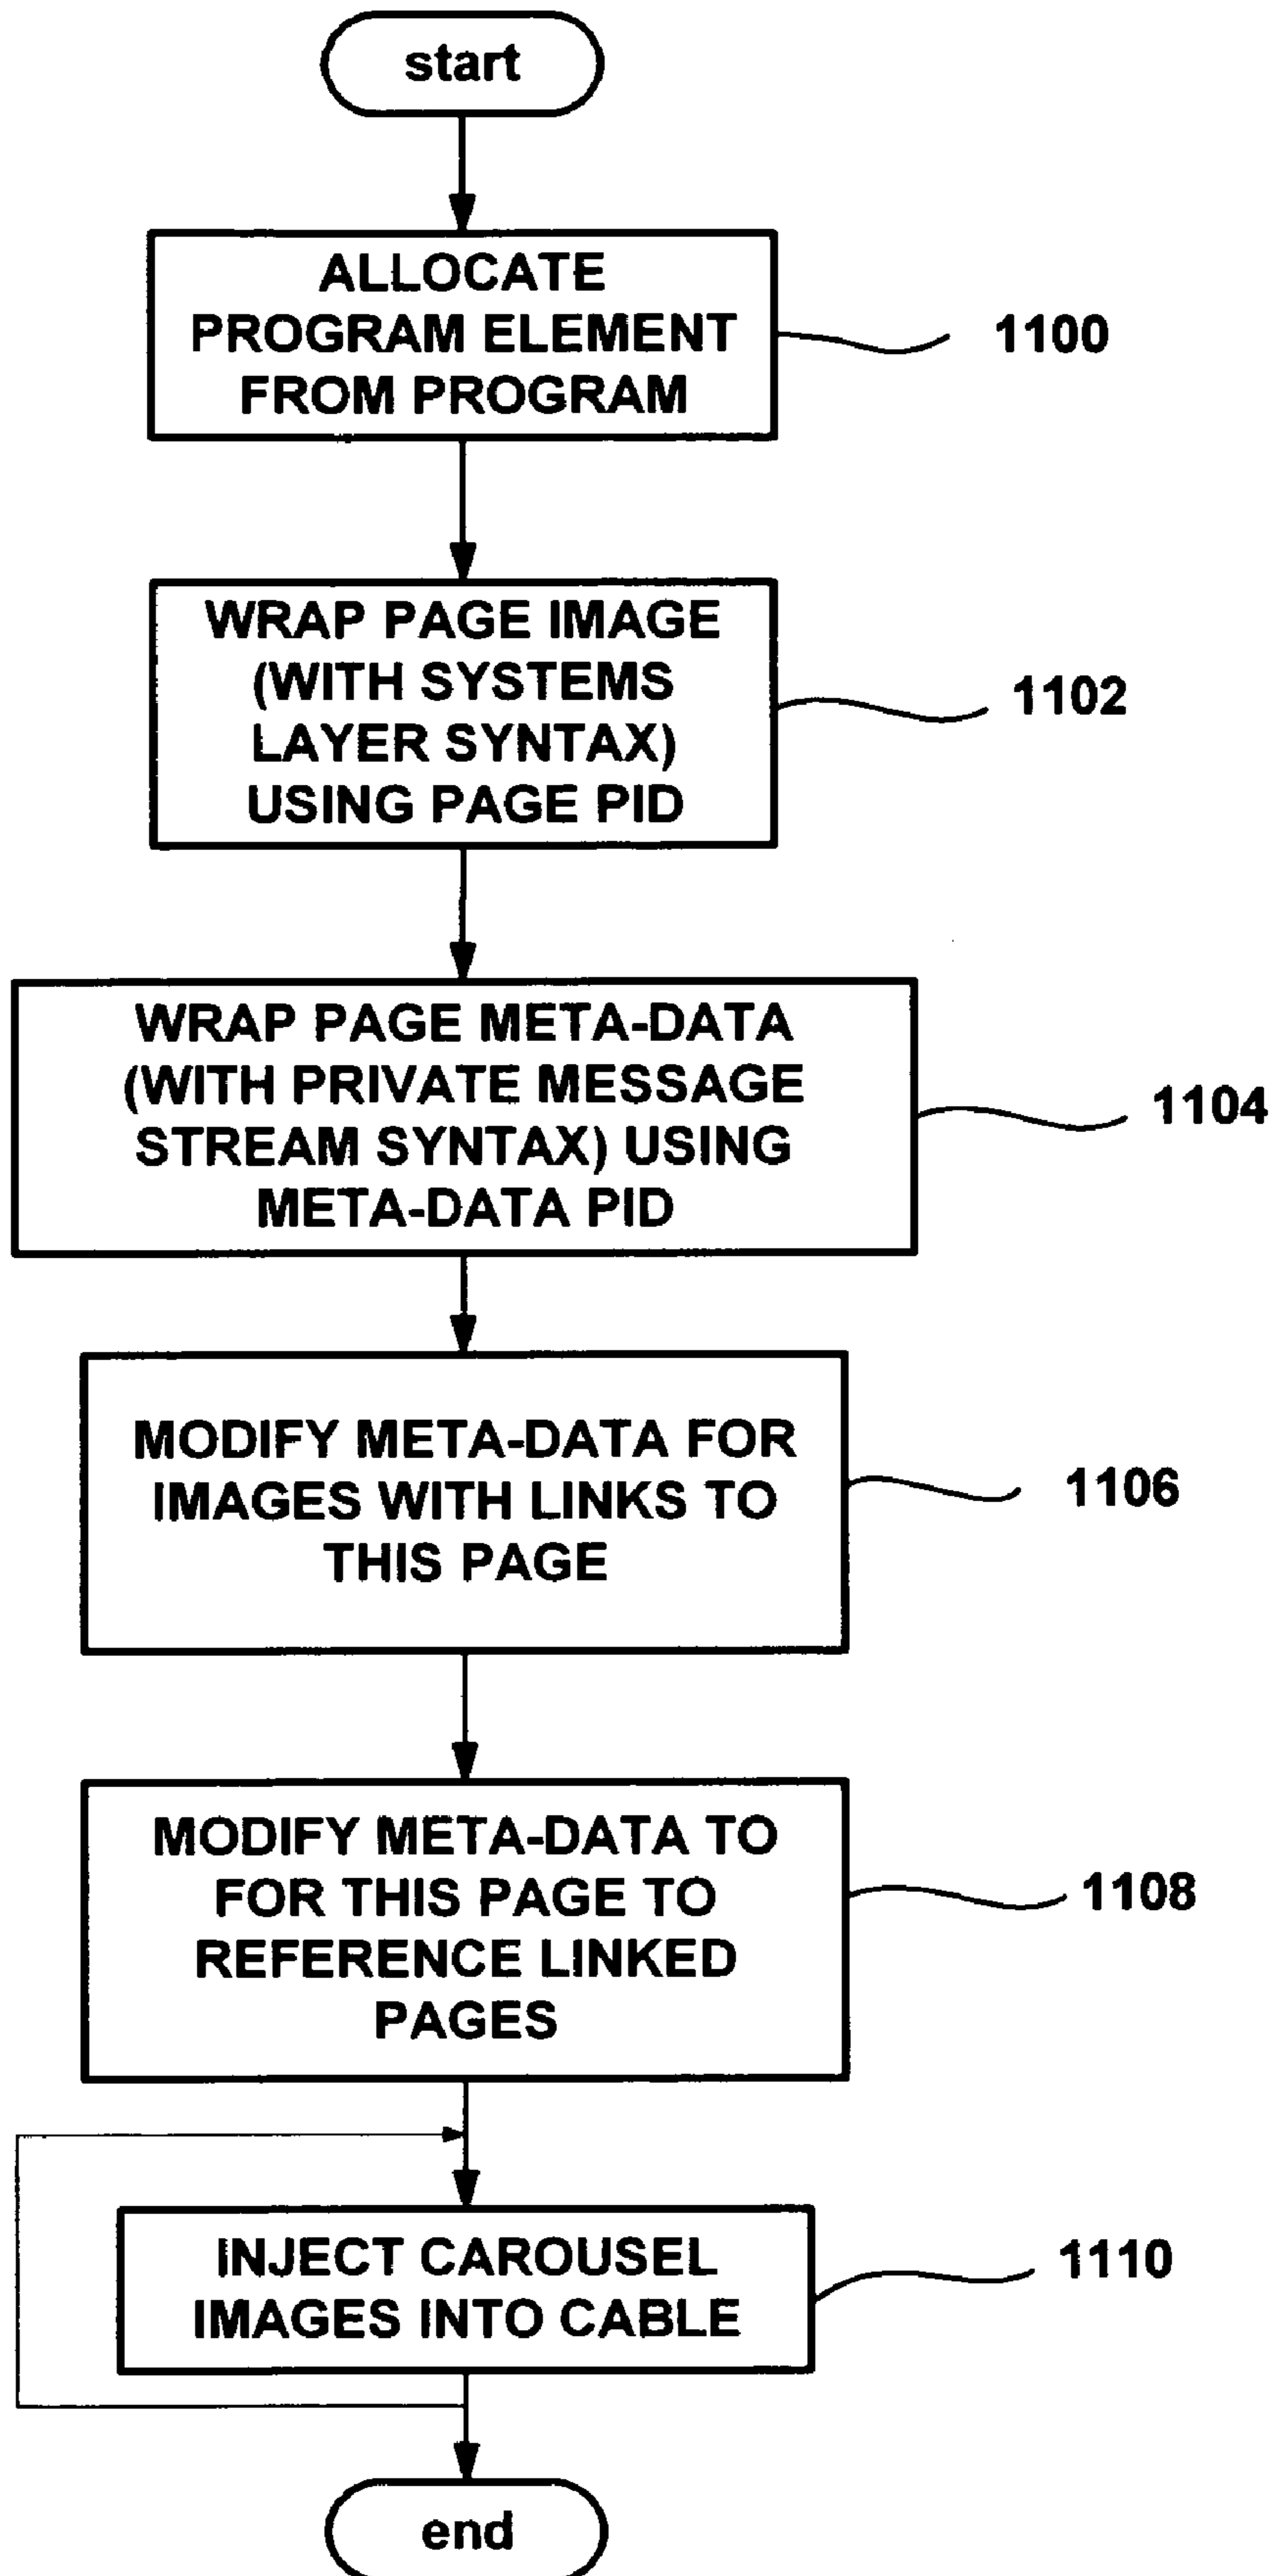 start
ALLOCATE
PROGRAM ELEMENT
FROM PROGRAM
1100
WRAP PAGE IMAGE
(WITH SYSTEMS
LAYER SYNTAX)
USING PAGE PID
1102
WRAP PAGE META-DATA
(WITH PRIVATE MESSAGE
STREAM SYNTAX) USING
META-DATA PID
1104
MODIFY META-DATA FOR
IMAGES WITH LINKS TO
THIS PAGE
1106
MODIFY META-DATA TO
FOR THIS PAGE TO
REFERENCE LINKED
PAGES
1108
INJECT CAROUSEL
IMAGES INTO CABLE
1110
end